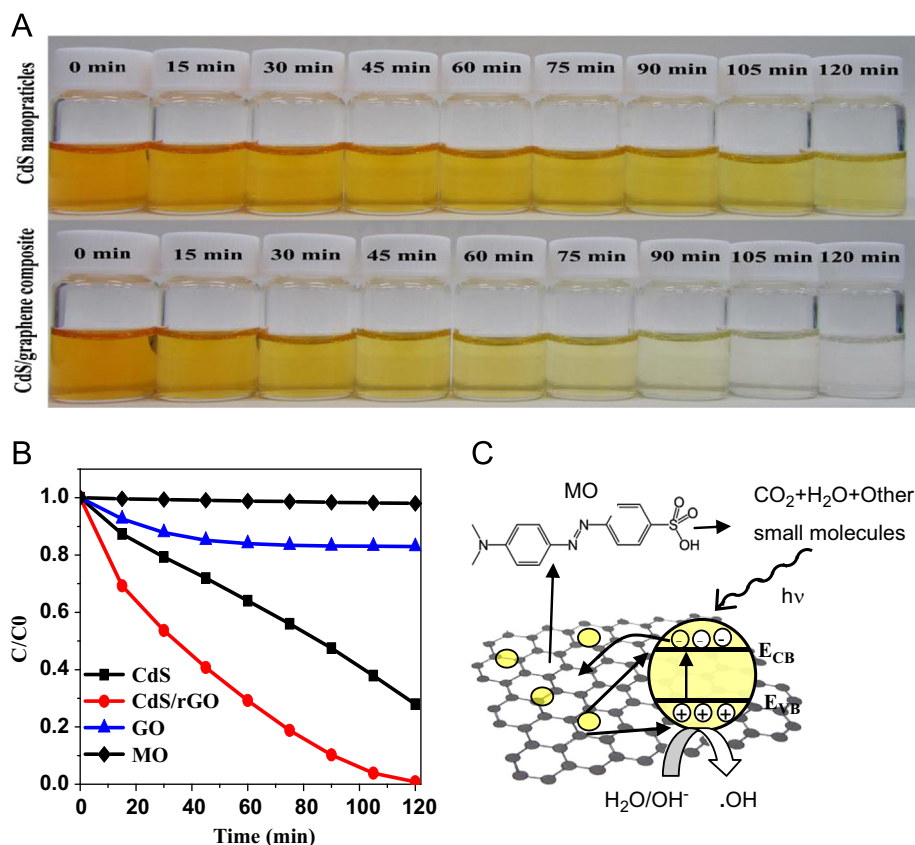 A
CdS nanopraticles
0 min 15 min 30 min 45 min 60 min 75 min 90 min 105 min 120 min
CdS/graphene composite
0 min 15 min 30 min 45 min 60 min 75 min 90 min 105 min 120 min
B
C/C0
1.0
0.8
0.6
0.4
0.2
0.0
CdS
CdS/rGO
GO
MO
0 20 40 60 80 100 120
Time (min)
C
MO
N
N
N
O
S
O
OH
CO₂+H₂O+Other
small molecules
hν
- - -
E_CB
E_VB
+ + +
H₂O/OH⁻ .OH